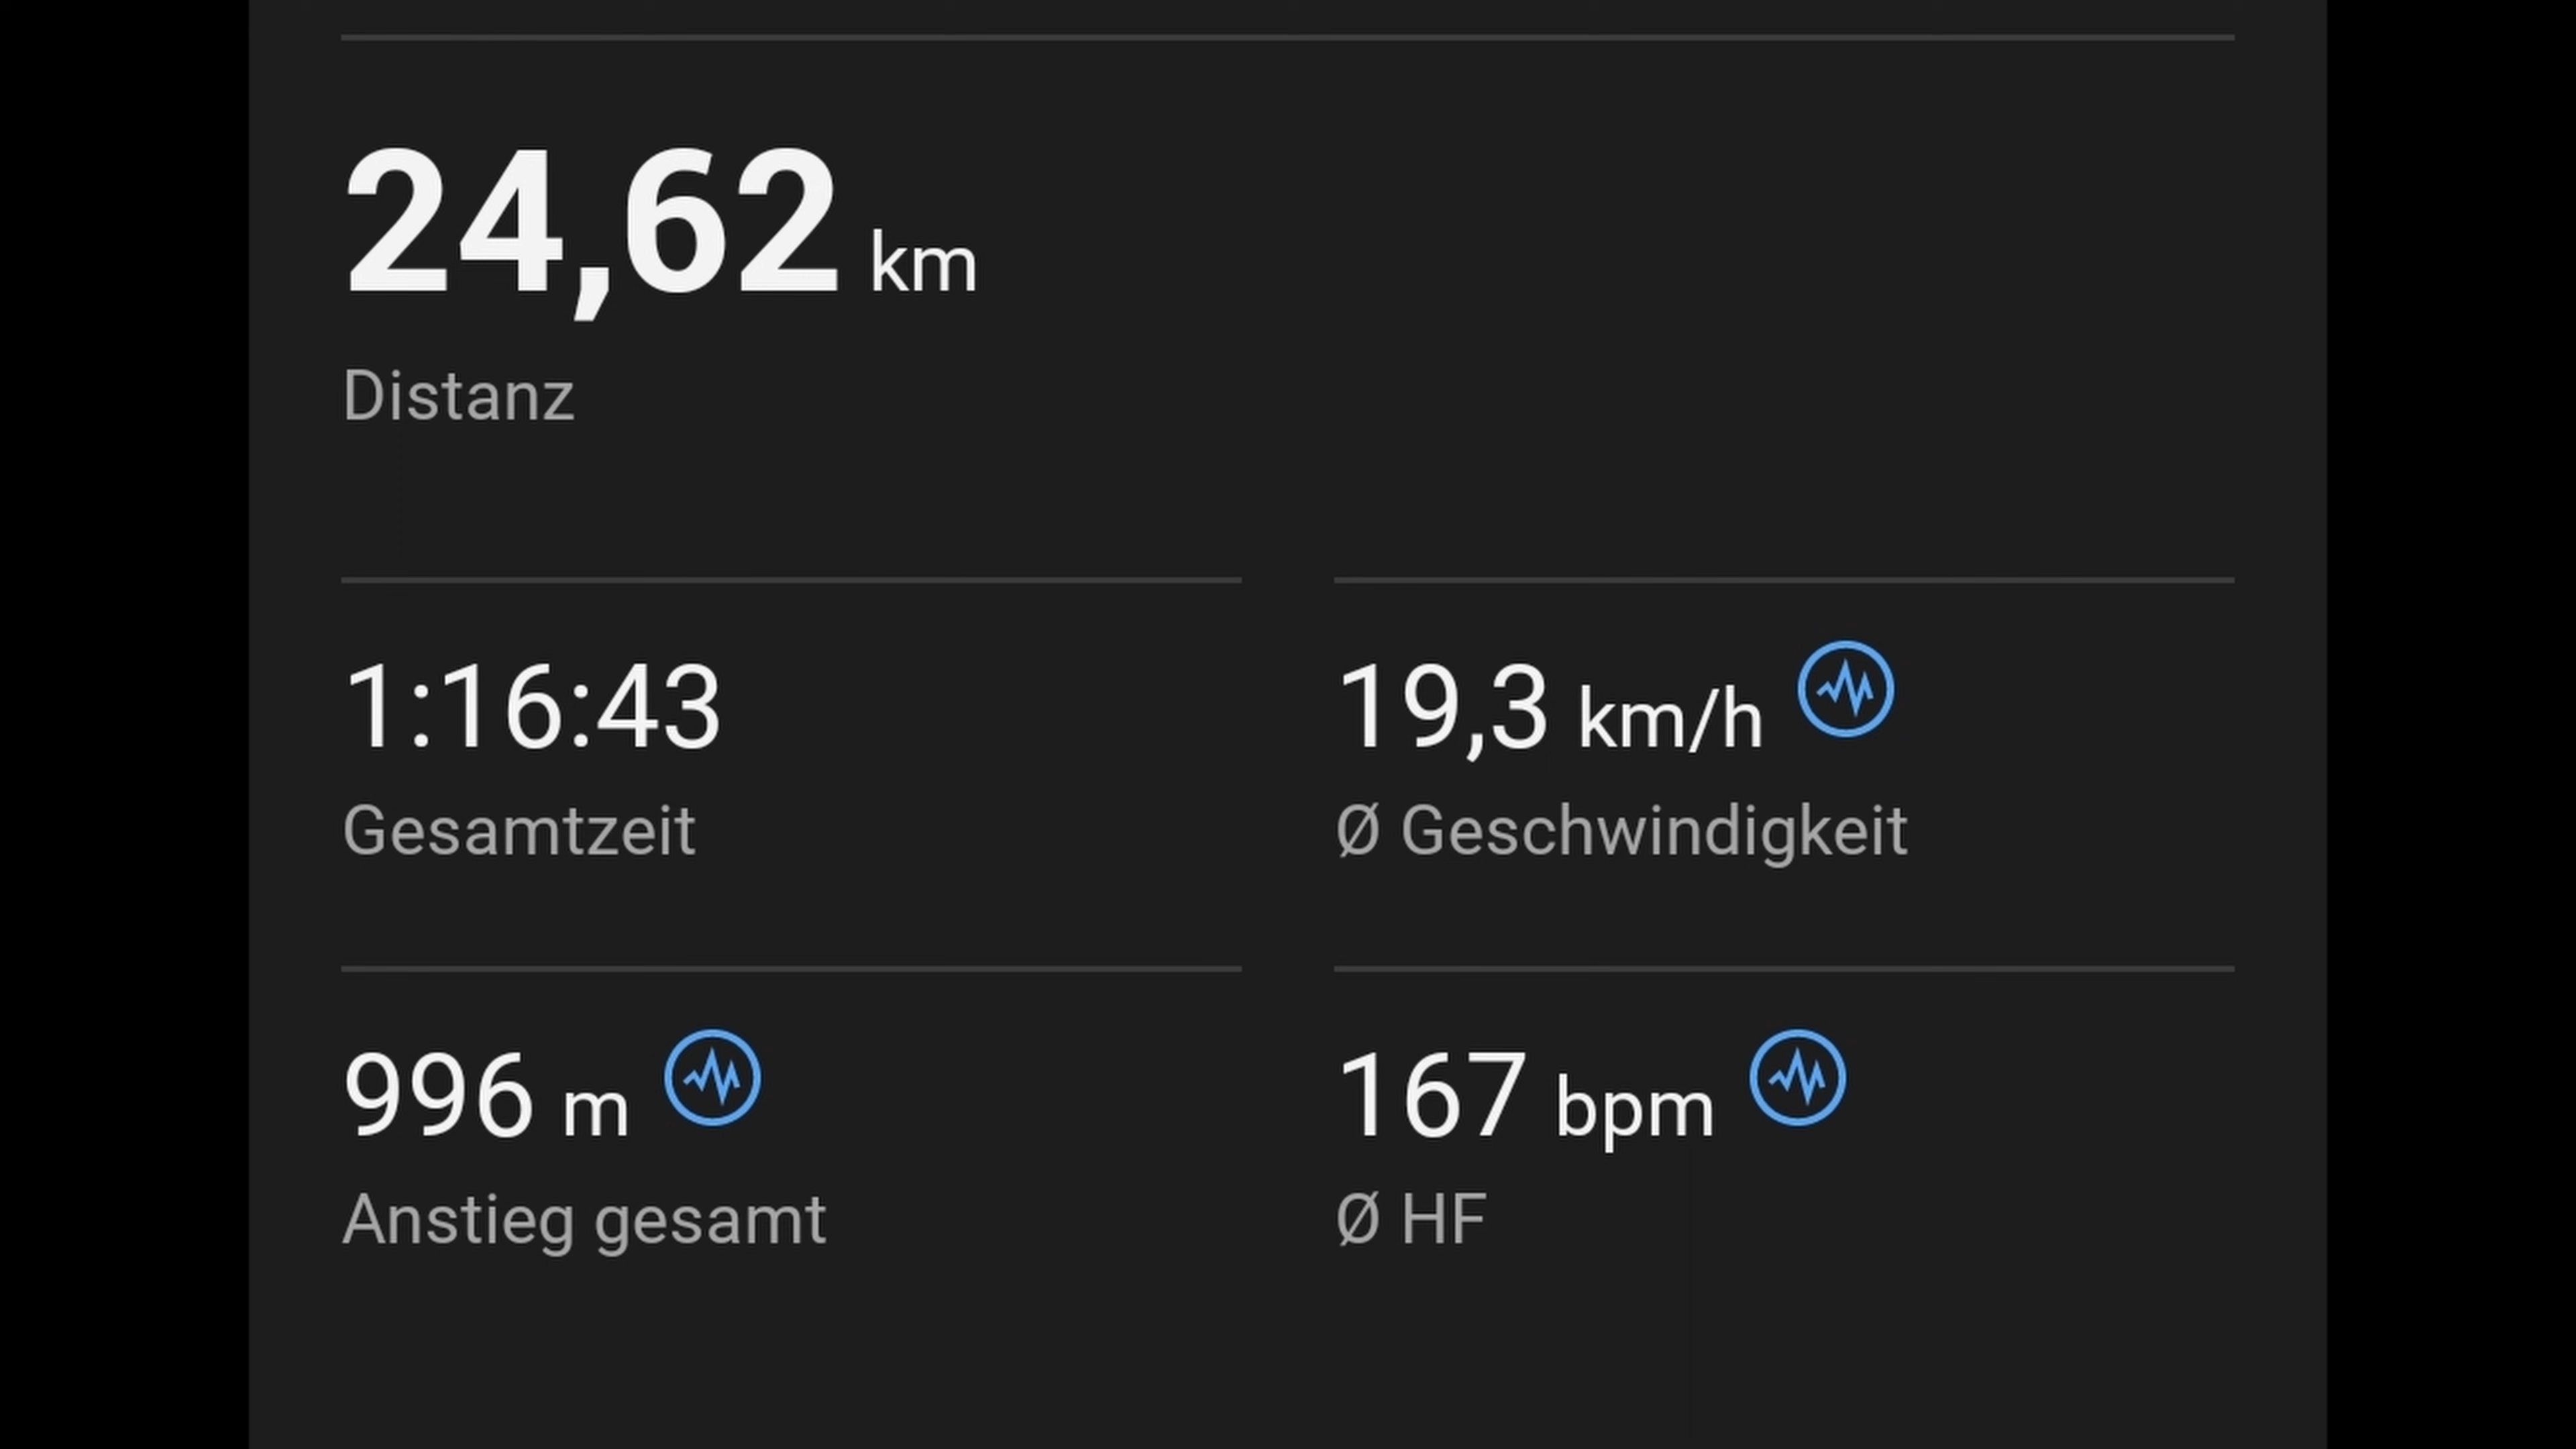 24,62 km
Distanz
1:16:43
Gesamtzeit
19,3 km/h
Ø Geschwindigkeit
996 m
Anstieg gesamt
167 bpm
Ø HF